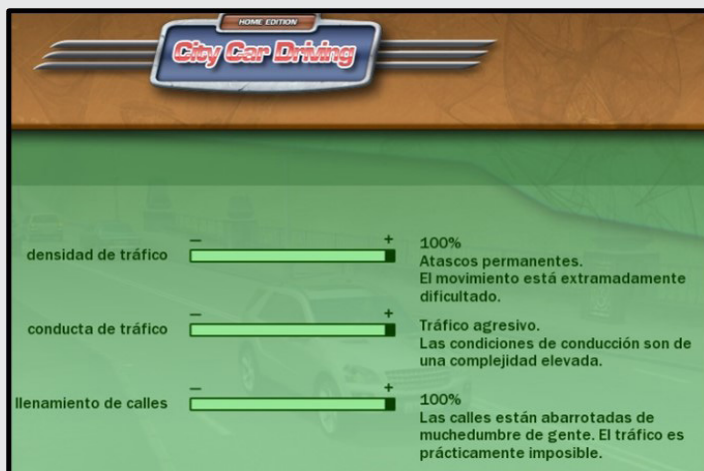 HOME EDITION
City Car Driving
densidad de tráfico
– +
100%
Atascos permanentes.
El movimiento está extramadamente
dificultado.
conducta de tráfico
– +
Tráfico agresivo.
Las condiciones de conducción son de
una complejidad elevada.
llenamiento de calles
– +
100%
Las calles están abarrotadas de
muchedumbre de gente. El tráfico es
prácticamente imposible.